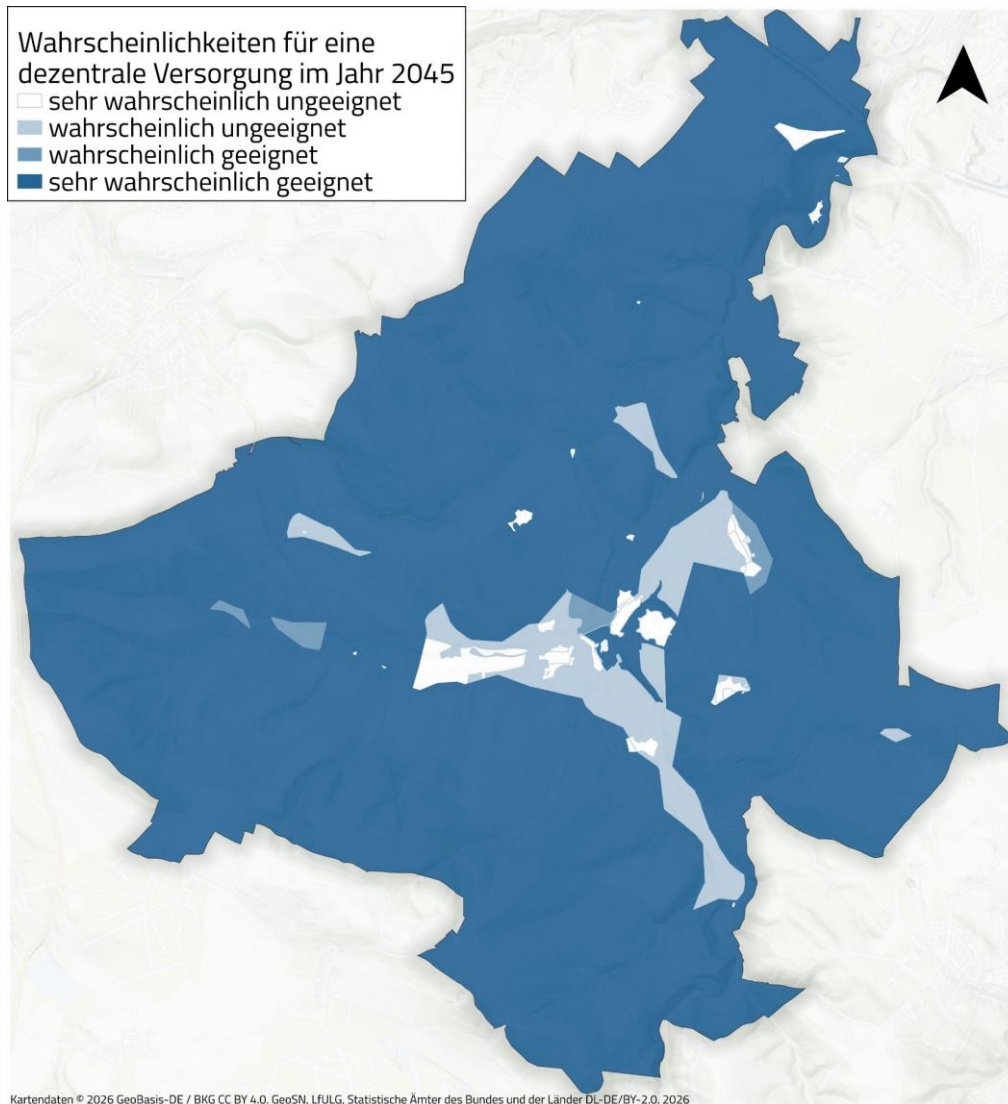 Wahrscheinlichkeiten für eine
dezentrale Versorgung im Jahr 2045
sehr wahrscheinlich ungeeignet
wahrscheinlich ungeeignet
wahrscheinlich geeignet
sehr wahrscheinlich geeignet
Kartendaten © 2026 GeoBasis-DE / BKG CC BY 4.0, GeoSN, LfULG, Statistische Ämter des Bundes und der Länder DL-DE/BY-2.0, 2026